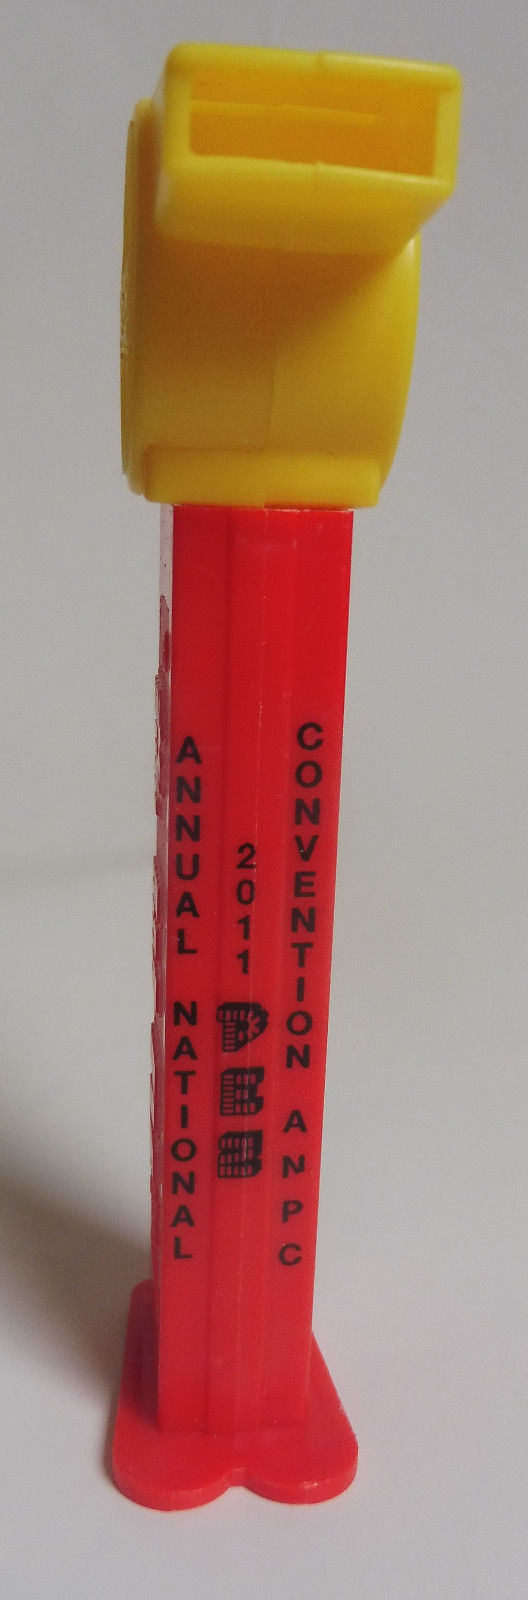 ANNUAL NATIONAL
2011 PEZ
CONVENTION ANPC